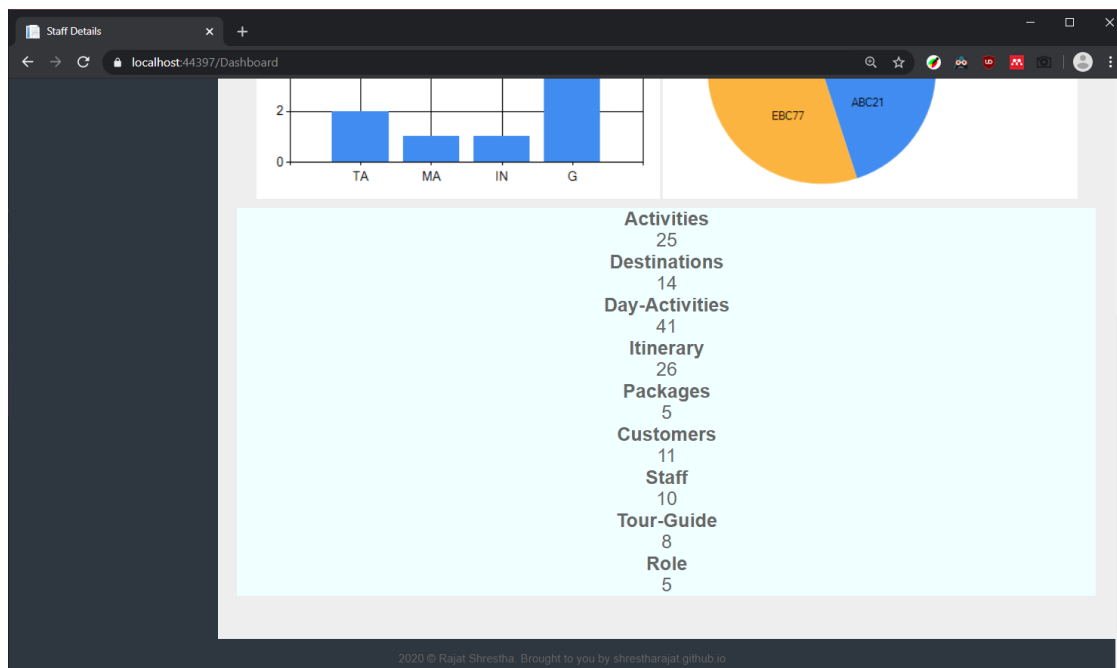 Staff Details
localhost:44397/Dashboard
2
0
TA MA IN G
EBC77
ABC21
Activities
25
Destinations
14
Day-Activities
41
Itinerary
26
Packages
5
Customers
11
Staff
10
Tour-Guide
8
Role
5
2020 © Rajat Shrestha. Brought to you by shrestharajat.github.io